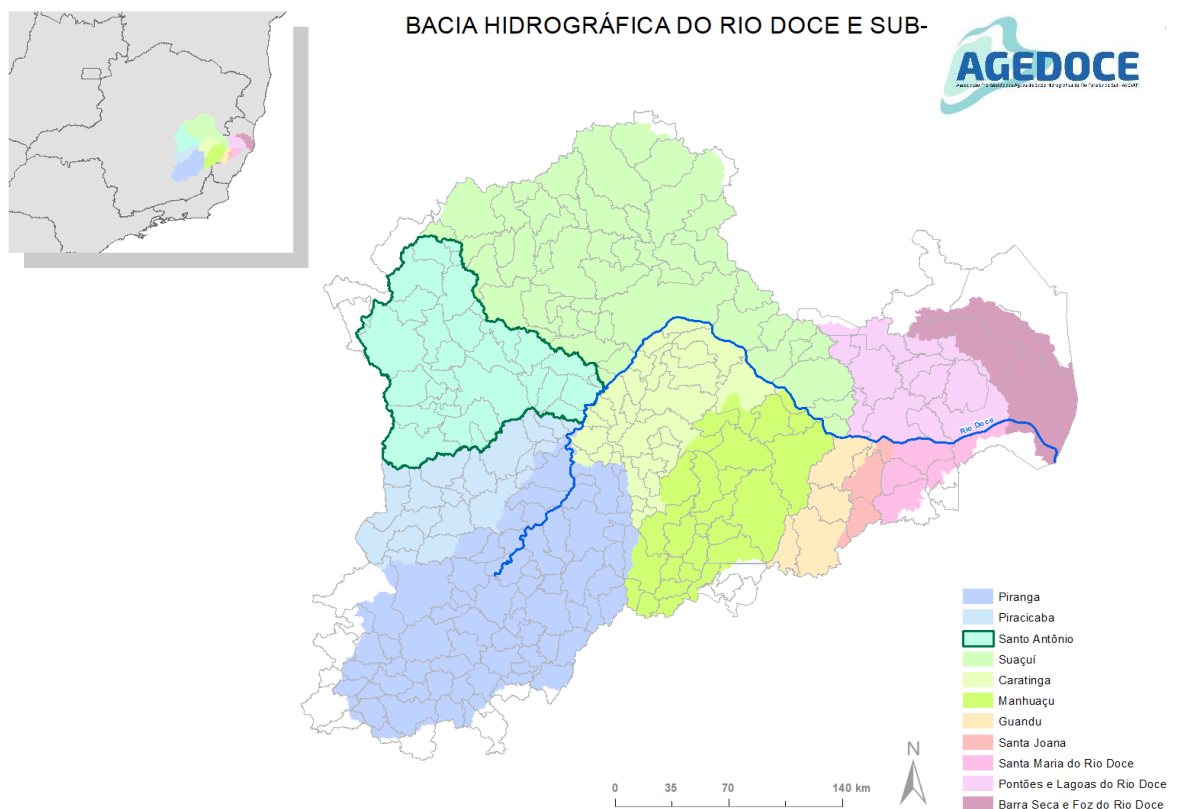 BACIA HIDROGRÁFICA DO RIO DOCE E SUB-
AGEDOCE
Rio Doce
Piranga
Piracicaba
Santo Antônio
Suaçuí
Caratinga
Manhuaçu
Guandu
Santa Joana
Santa Maria do Rio Doce
Pontões e Lagoas do Rio Doce
Barra Seca e Foz do Rio Doce
N
0 35 70 140 km